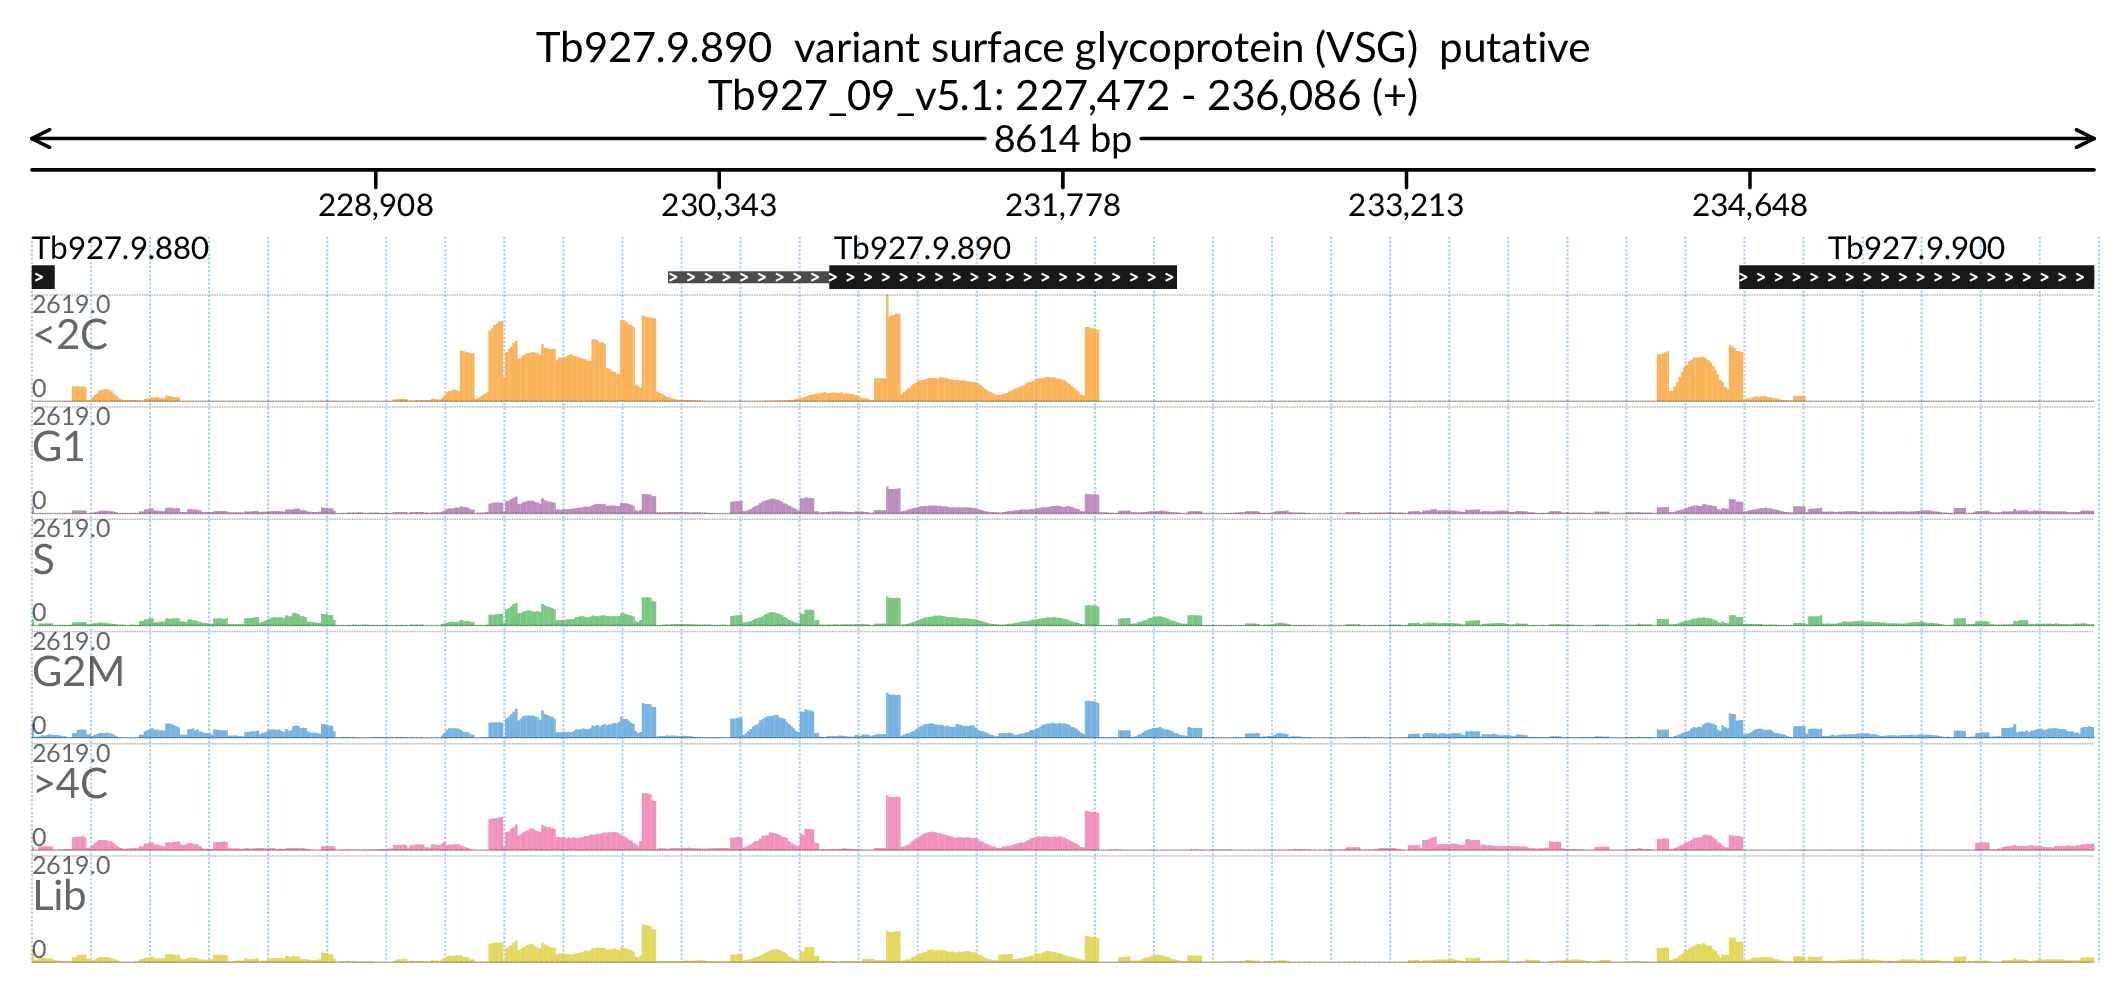 Tb927.9.890  variant surface glycoprotein (VSG)  putative
Tb927_09_v5.1: 227,472 - 236,086 (+)
8614 bp
228,908 230,343 231,778 233,213 234,648
Tb927.9.880 Tb927.9.890 Tb927.9.900
2619.0
<2C
0
2619.0
G1
0
2619.0
S
0
2619.0
G2M
0
2619.0
>4C
0
2619.0
Lib
0